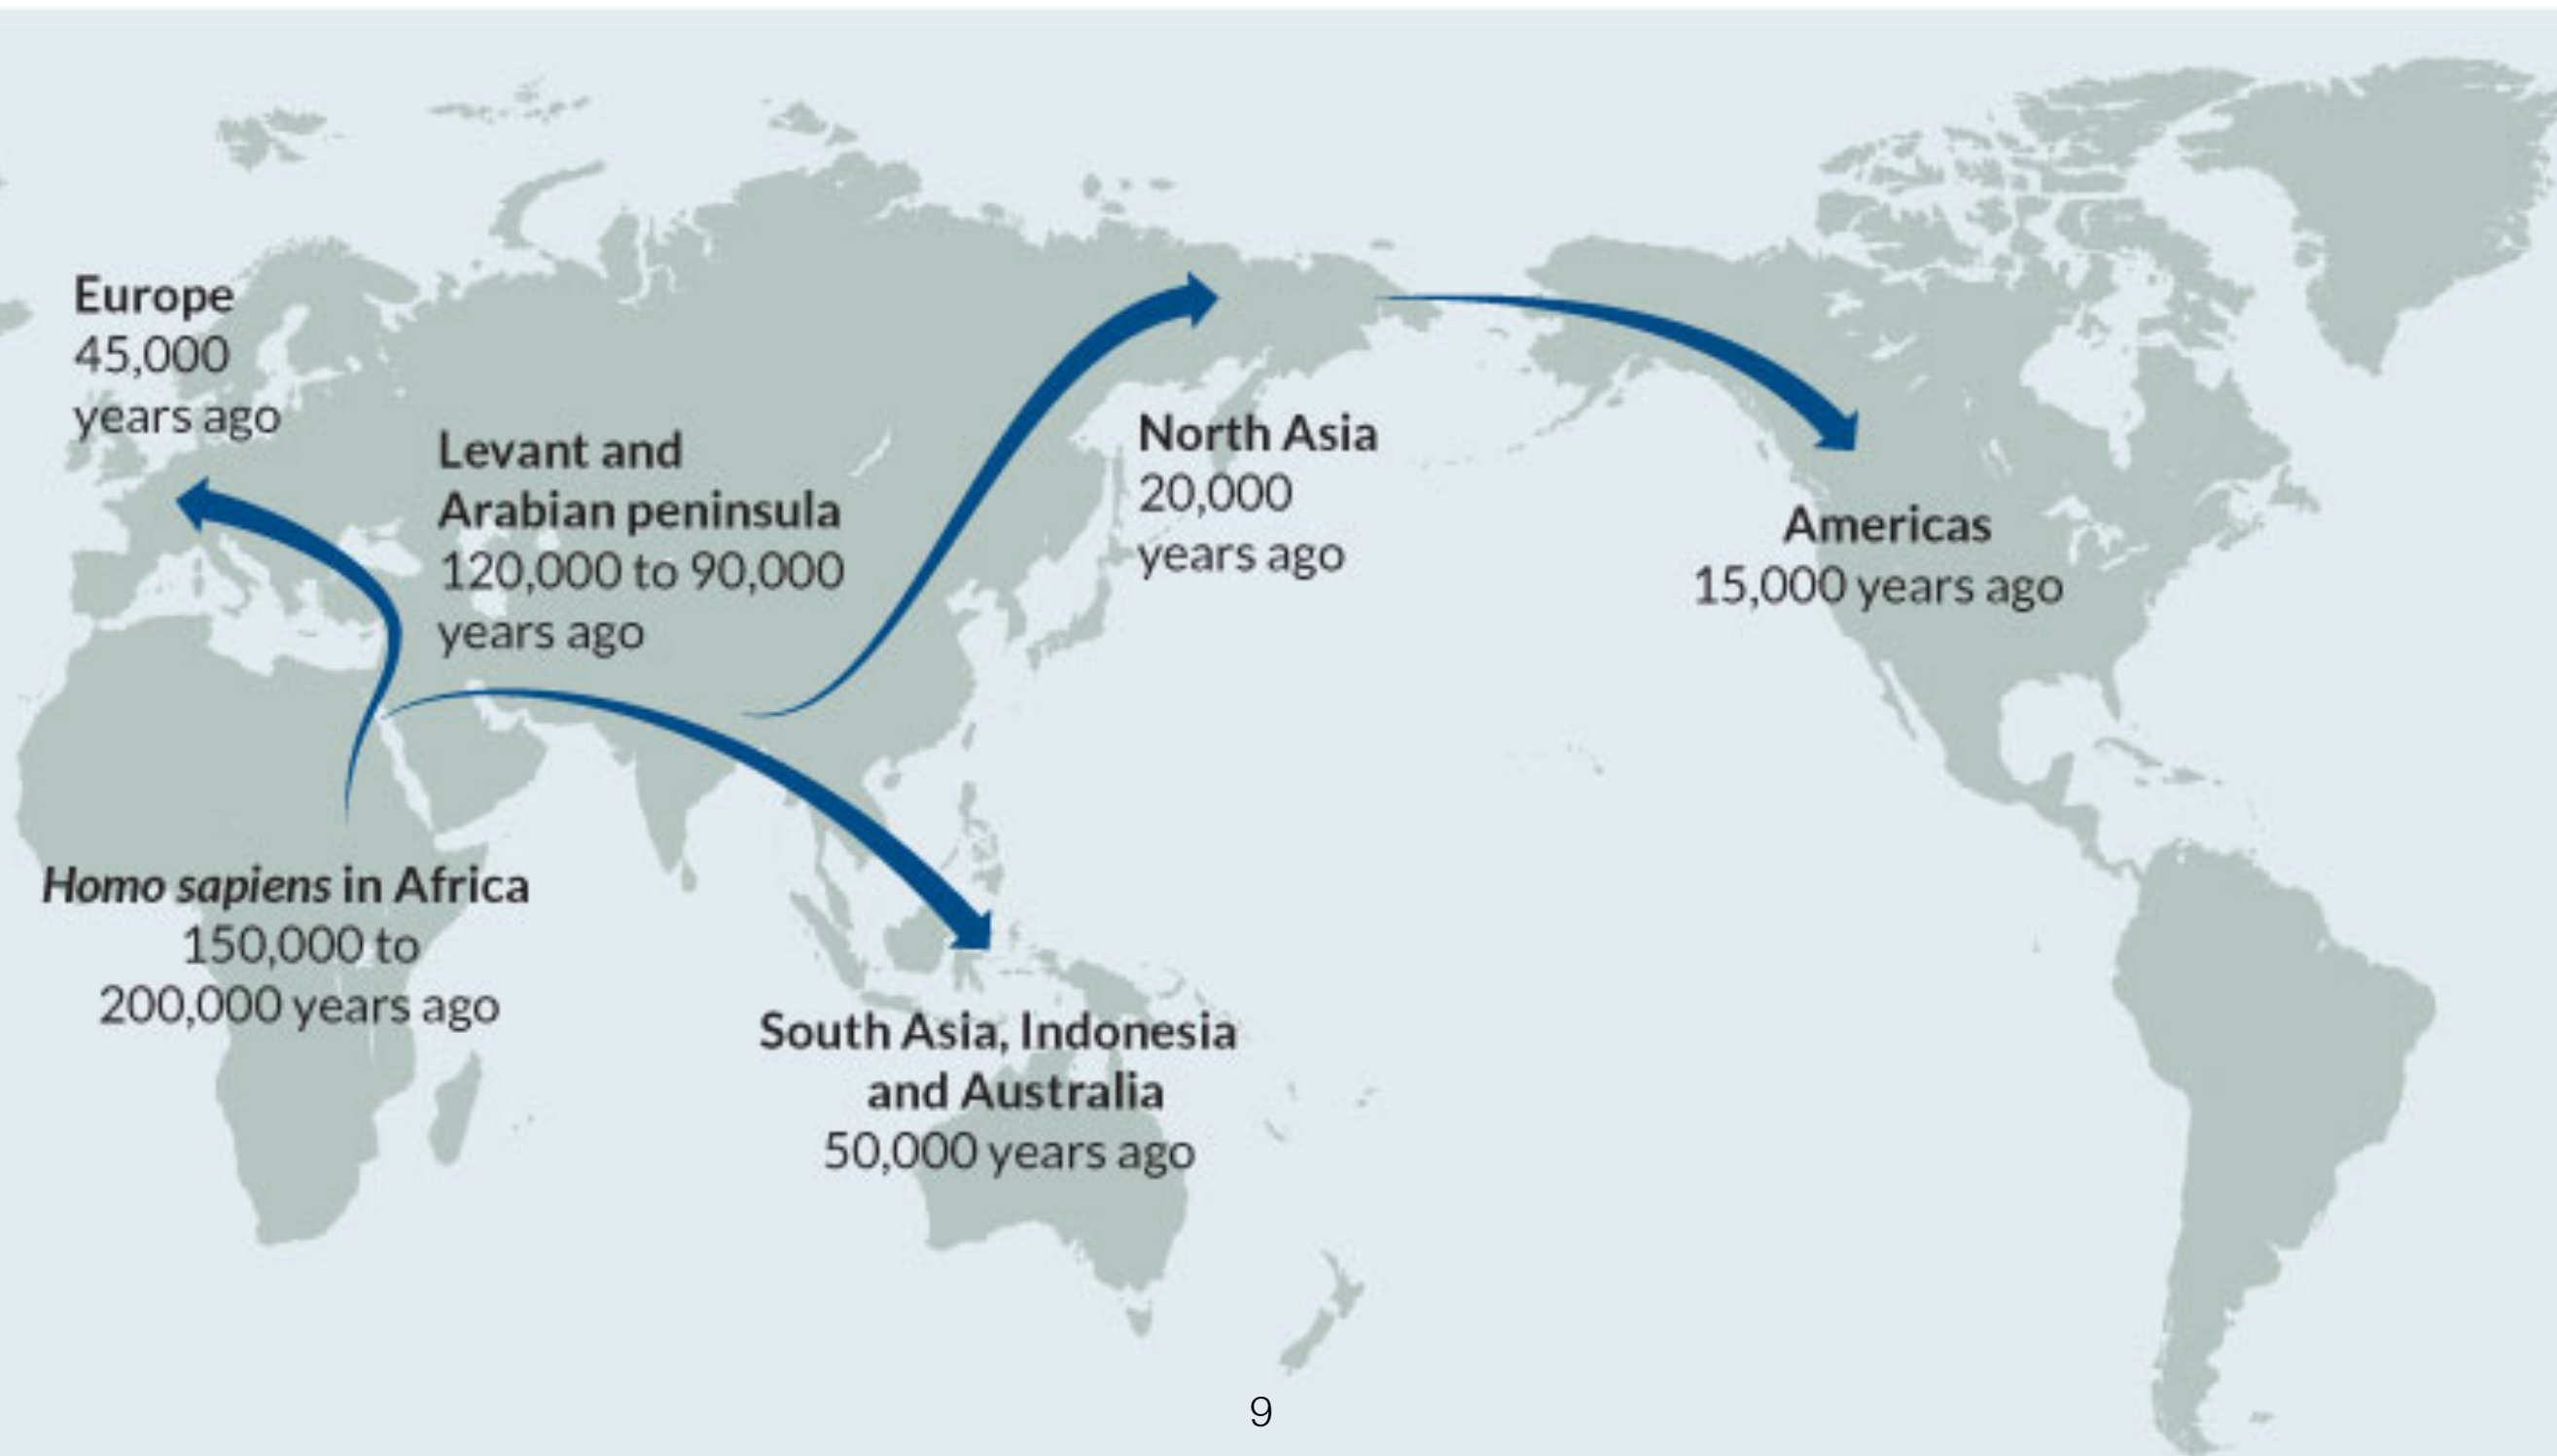 Europe
45,000
years ago
Levant and
Arabian peninsula
120,000 to 90,000
years ago
North Asia
20,000
years ago
Americas
15,000 years ago
Homo sapiens in Africa
150,000 to
200,000 years ago
South Asia, Indonesia
and Australia
50,000 years ago
9